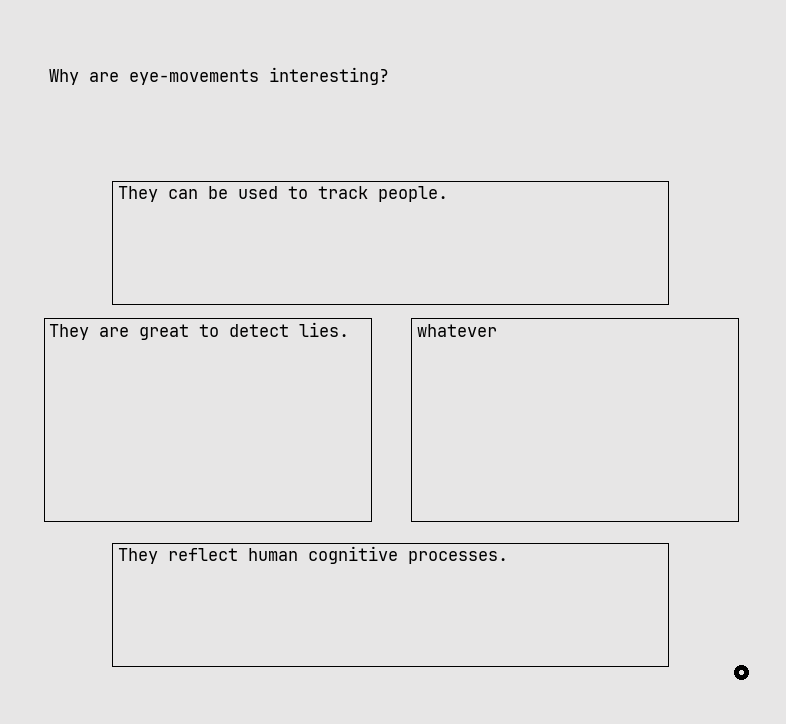 Why are eye-movements interesting?
They can be used to track people.
They are great to detect lies.
whatever
They reflect human cognitive processes.